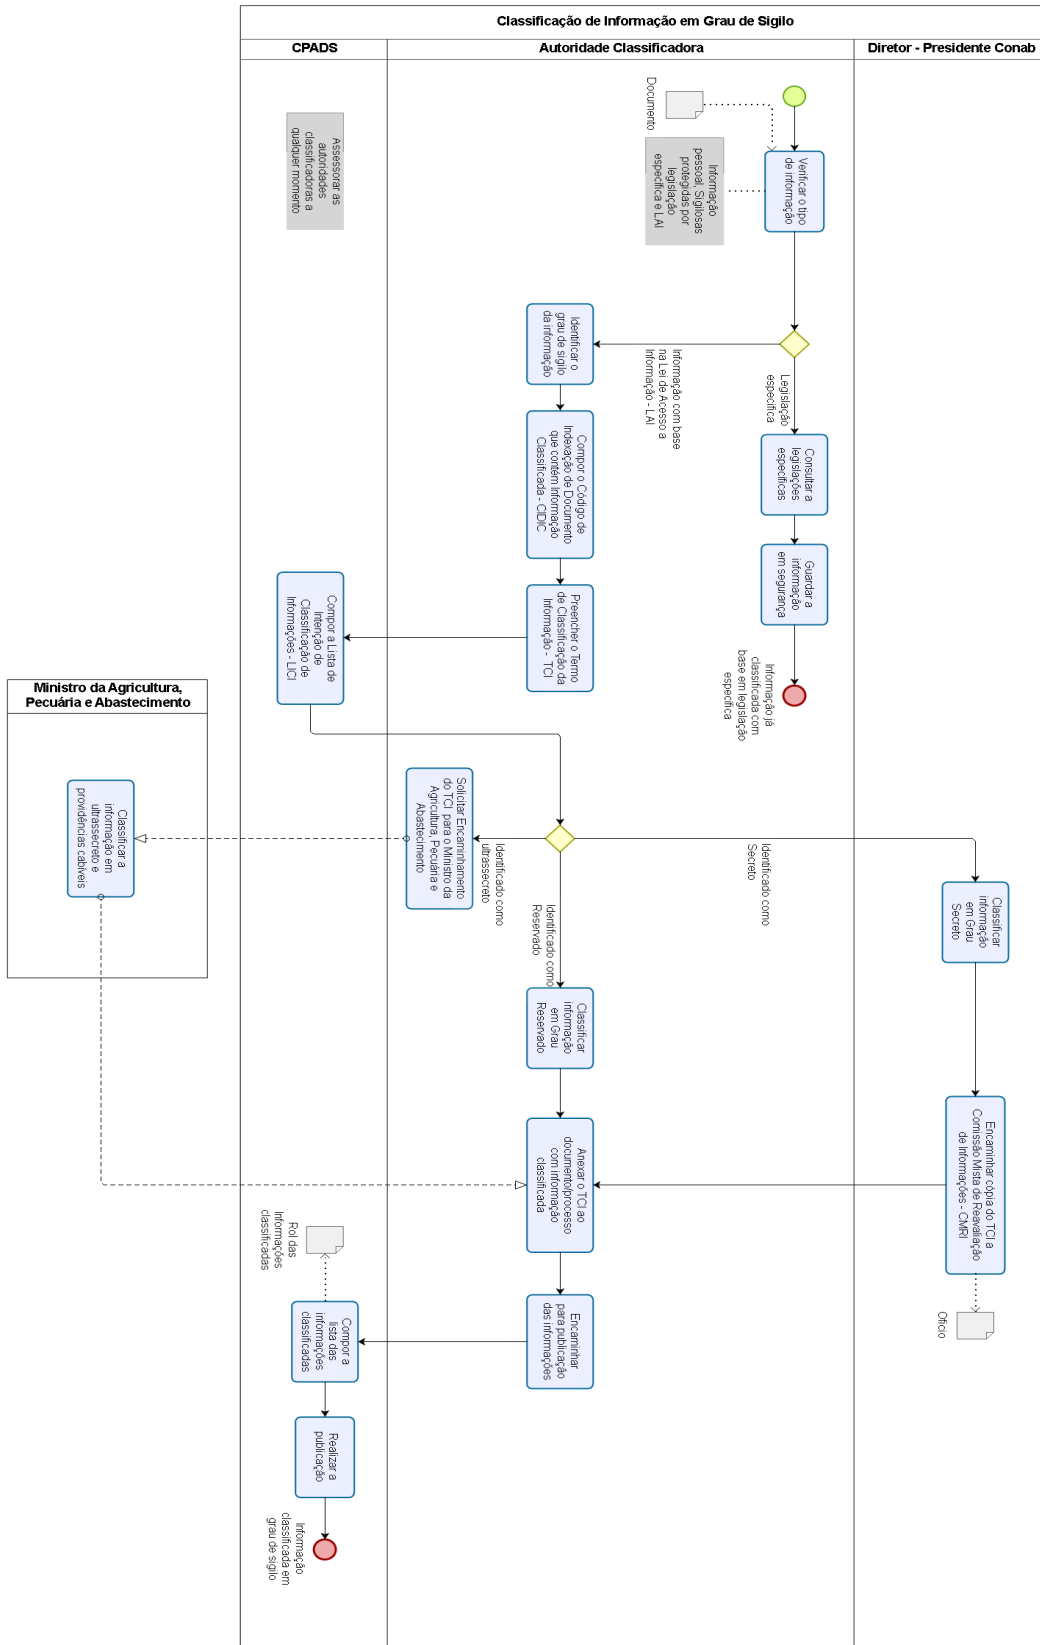 Classificação de Informação em Grau de Sigilo
CPADS
Autoridade Classificadora
Diretor - Presidente Conab
Documento
Informação
pessoal, Sigilosas
protegidas por
legislação
específica e LAI
Verificar o tipo
de informação
Assessorar as
autoridades
classificadoras a
qualquer momento
Identificar o
grau de sigilo
da informação
Informação com base
na Lei de Acesso a
Informação - LAI
Legislação
específica
Consultar a
legislações
específicas
Compor o Código de
Indexação de Documento
que contém Informação
Classificada - CIDIC
Guardar a
informação
em segurança
Preencher o Termo
de Classificação da
Informação - TCI
Compor a Lista de
Intenção de
Classificação de
Informações - LICI
Informação já
classificada com
base em legislação
específica
Ministro da Agricultura,
Pecuária e Abastecimento
Classificar a
informação em
ultrassecreto e
providências cabíveis
Solicitar Encaminhamento
do TCI para o Ministro da
Agricultura, Pecuária e
Abastecimento
Identificado como
ultrassecreto
Identificado como
Reservado
Identificado como
Secreto
Classificar
informação
em Grau
Secreto
Classificar
informação
em Grau
Reservado
Anexar o TCI ao
documento/processo
com informação
classificada
Encaminhar cópia do TCI a
Comissão Mista de Reavaliação
de Informações - CMRI
Oficio
Rol das
Informações
classificadas
Encaminhar
para publicação
das informações
Compor a
lista das
informações
classificadas
Realizar a
publicação
Informação
classificada em
grau de sigilo